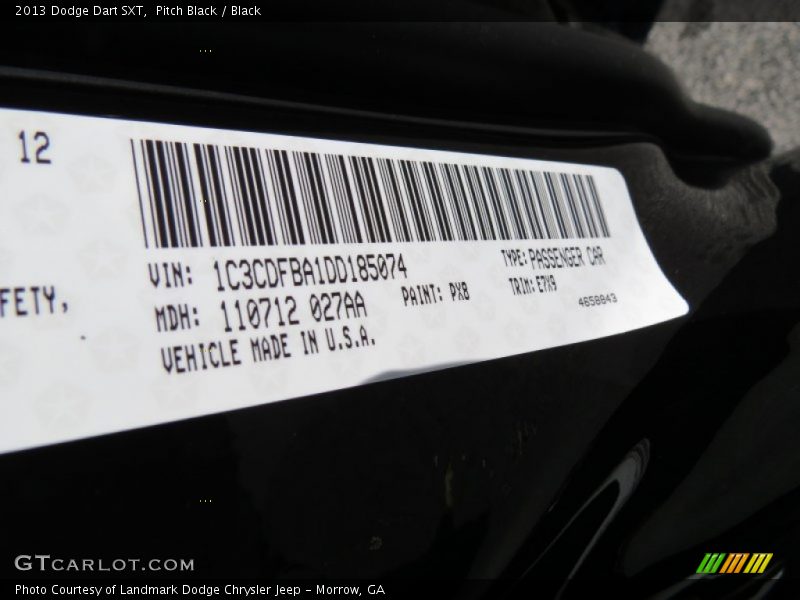 2013 Dodge Dart SXT, Pitch Black / Black
12
FETY,
VIN: 1C3CDFBA1DD185074
TYPE: PASSENGER CAR
MDH: 110712 027AA
PAINT: PX8
TRIM: E7X9
VEHICLE MADE IN U.S.A.
4658843
GTCARLOT.COM
Photo Courtesy of Landmark Dodge Chrysler Jeep - Morrow, GA